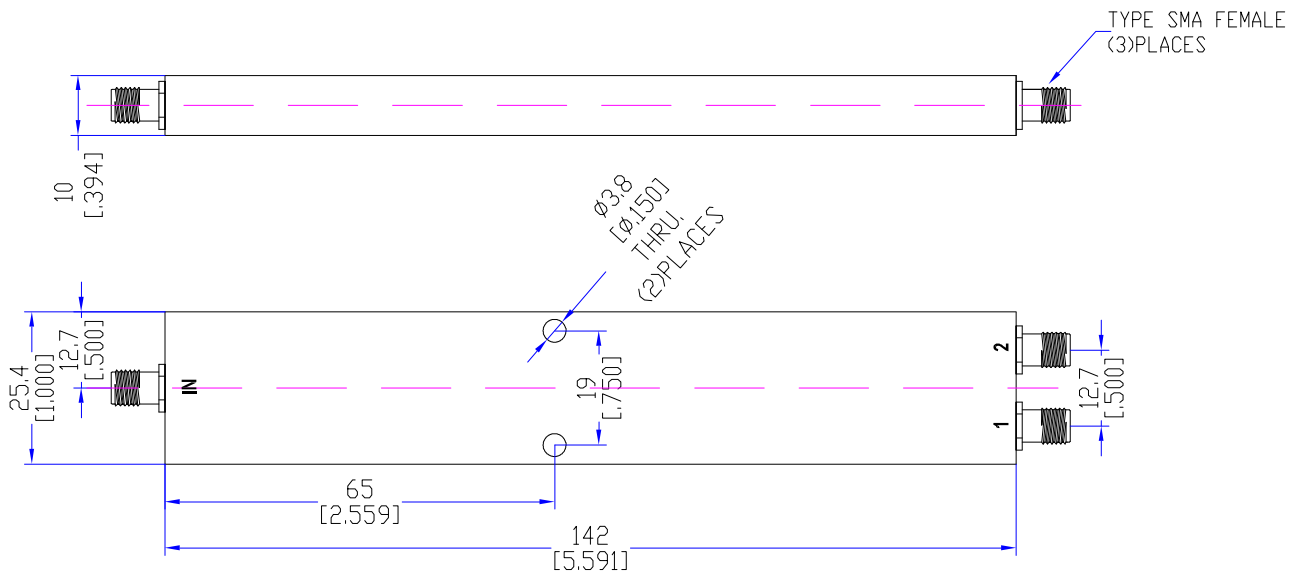 TYPE SMA FEMALE
(3)PLACES
10
[.394]
Ø3.8
[Ø.150]
THRU,
(2)PLACES
25.4
[1.000]
12.7
[.500]
IN
19
[.750]
2
1
12.7
[.500]
65
[2.559]
142
[5.591]